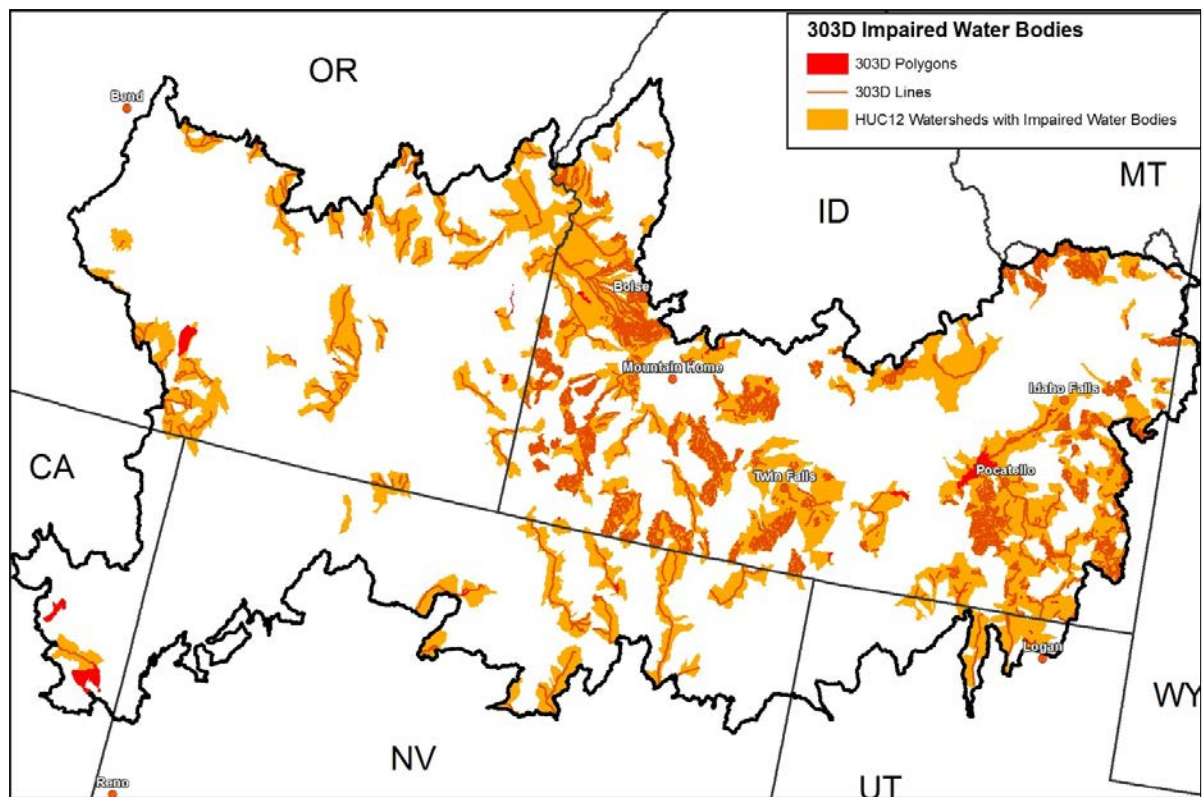 303D Impaired Water Bodies
303D Polygons
303D Lines
HUC12 Watersheds with Impaired Water Bodies
OR
Bend
MT
ID
Boise
Mountain Home
Idaho Falls
CA
Twin Falls
Pocatello
Logan
WY
NV
UT
Reno